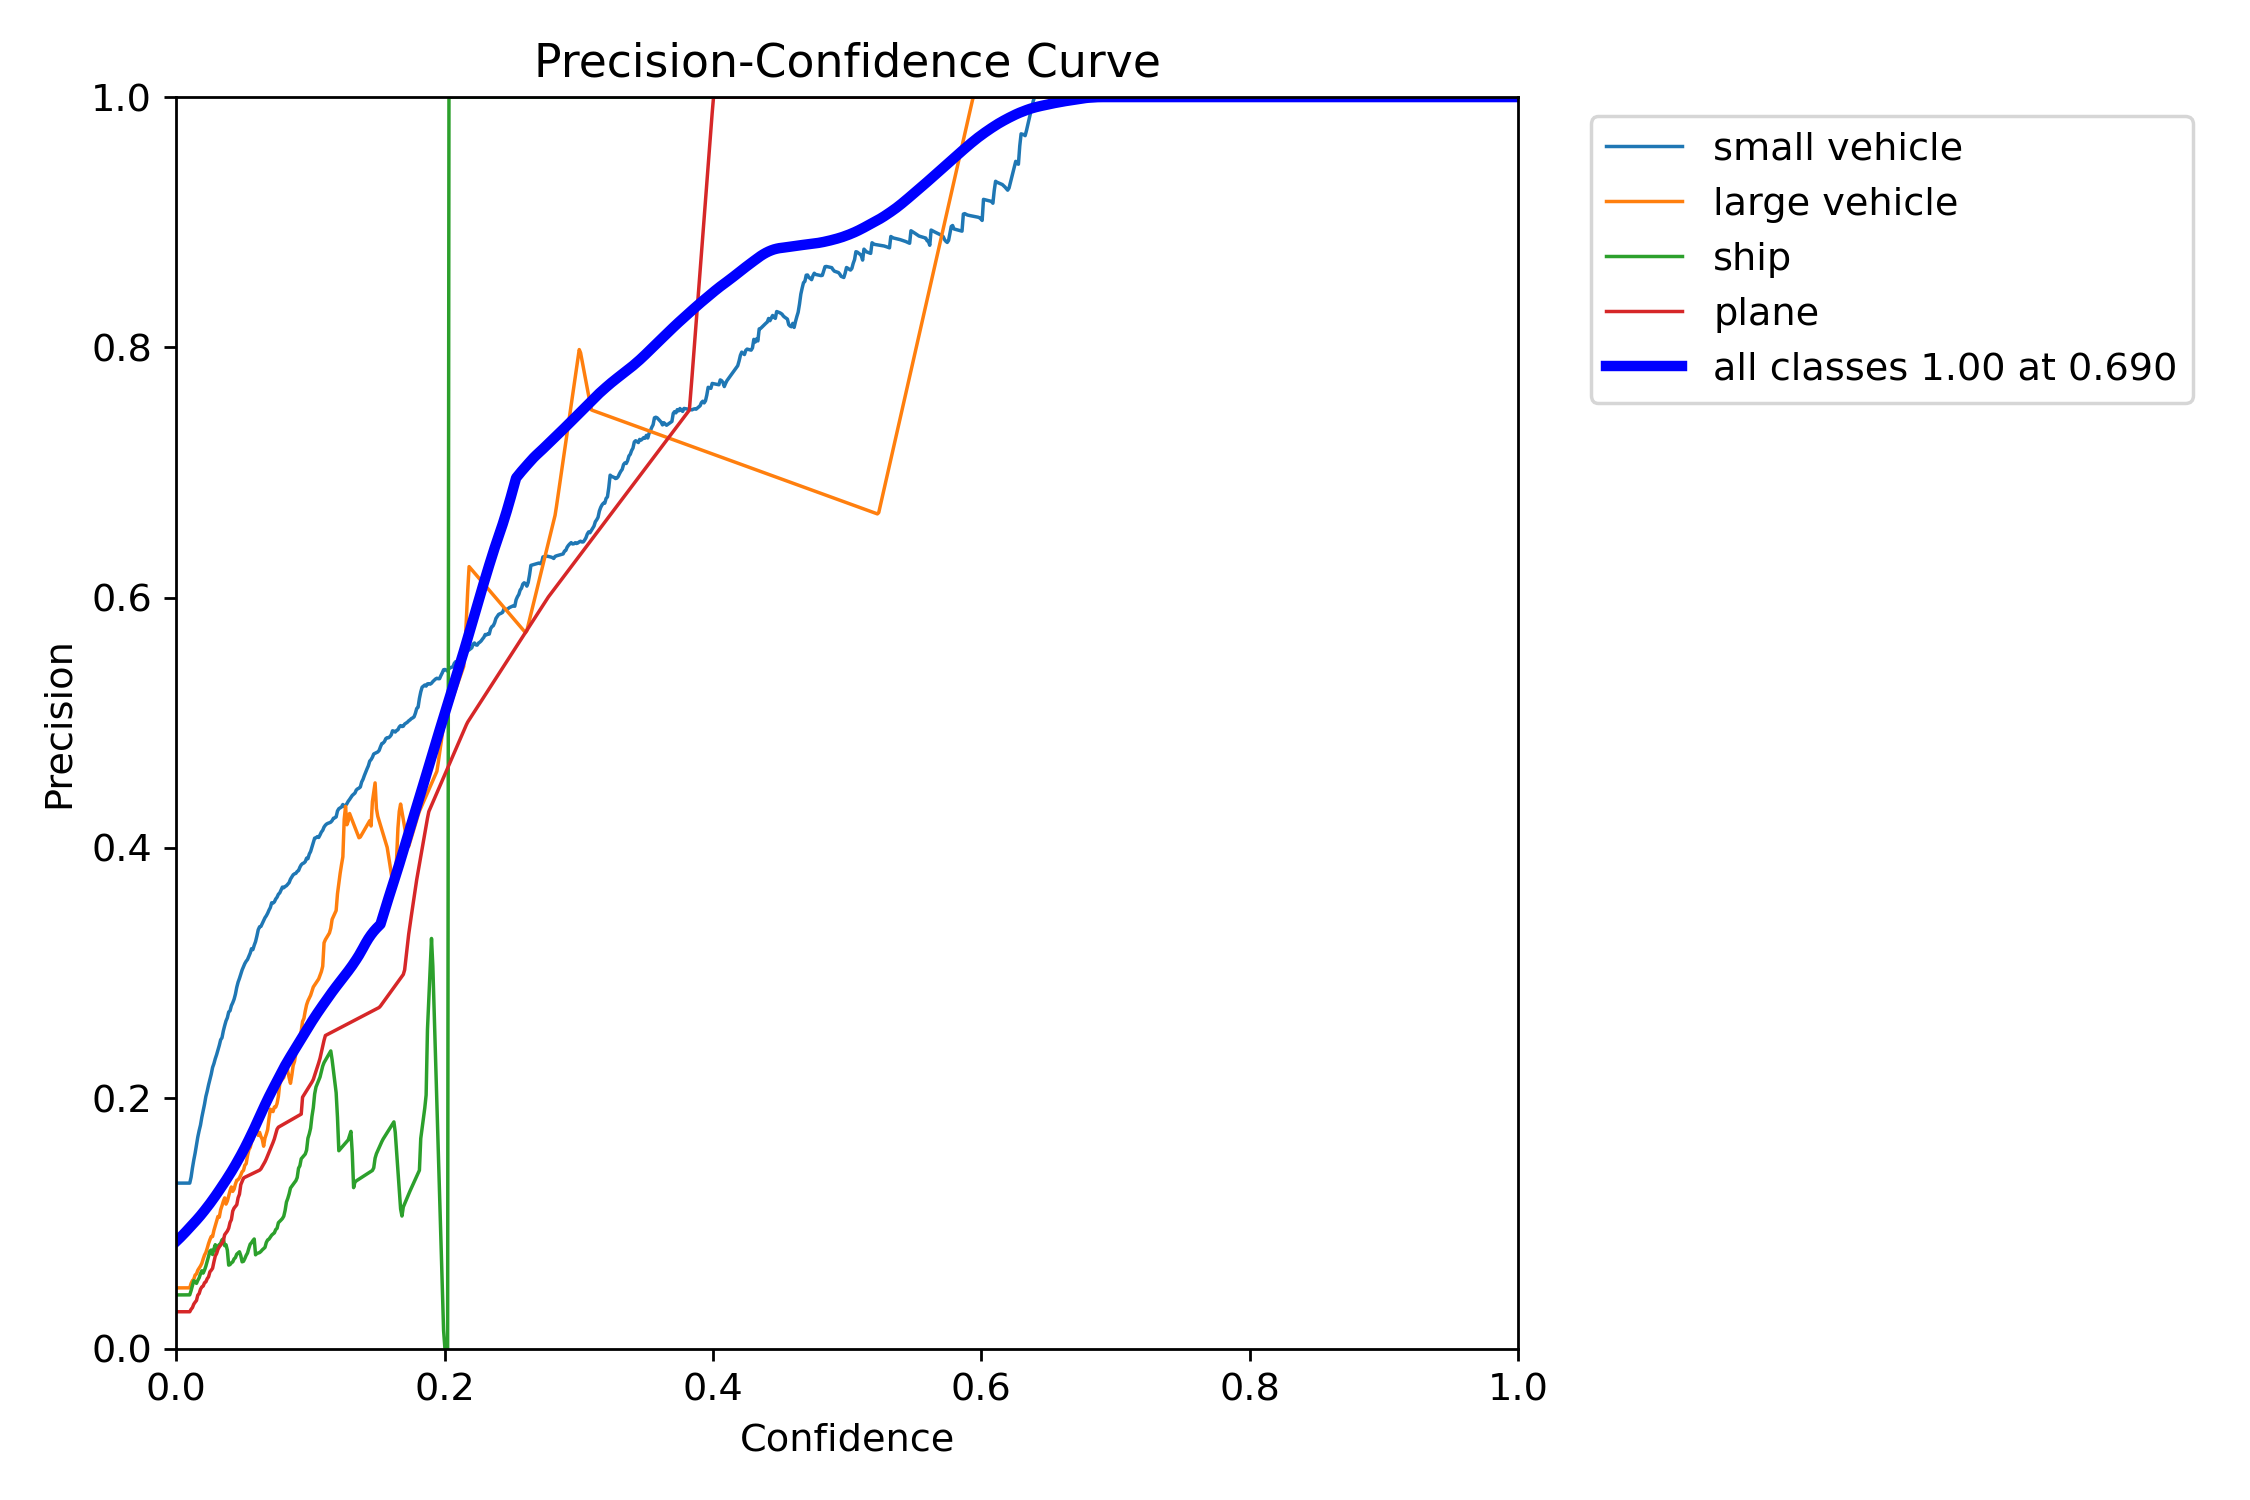 Precision-Confidence Curve
1.0
0.8
0.6
0.4
0.2
0.0
Precision
0.0 0.2 0.4 0.6 0.8 1.0
Confidence
small vehicle
large vehicle
ship
plane
all classes 1.00 at 0.690